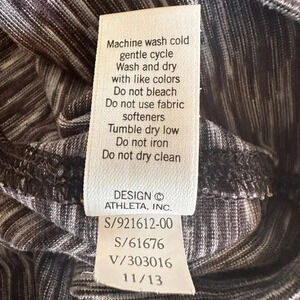 Machine wash cold
gentle cycle
Wash and dry
with like colors
Do not bleach
Do not use fabric
softeners
Tumble dry low
Do not iron
Do not dry clean
DESIGN ©
ATHLETA, INC.
S/921612-00
S/61676
V/303016
11/13